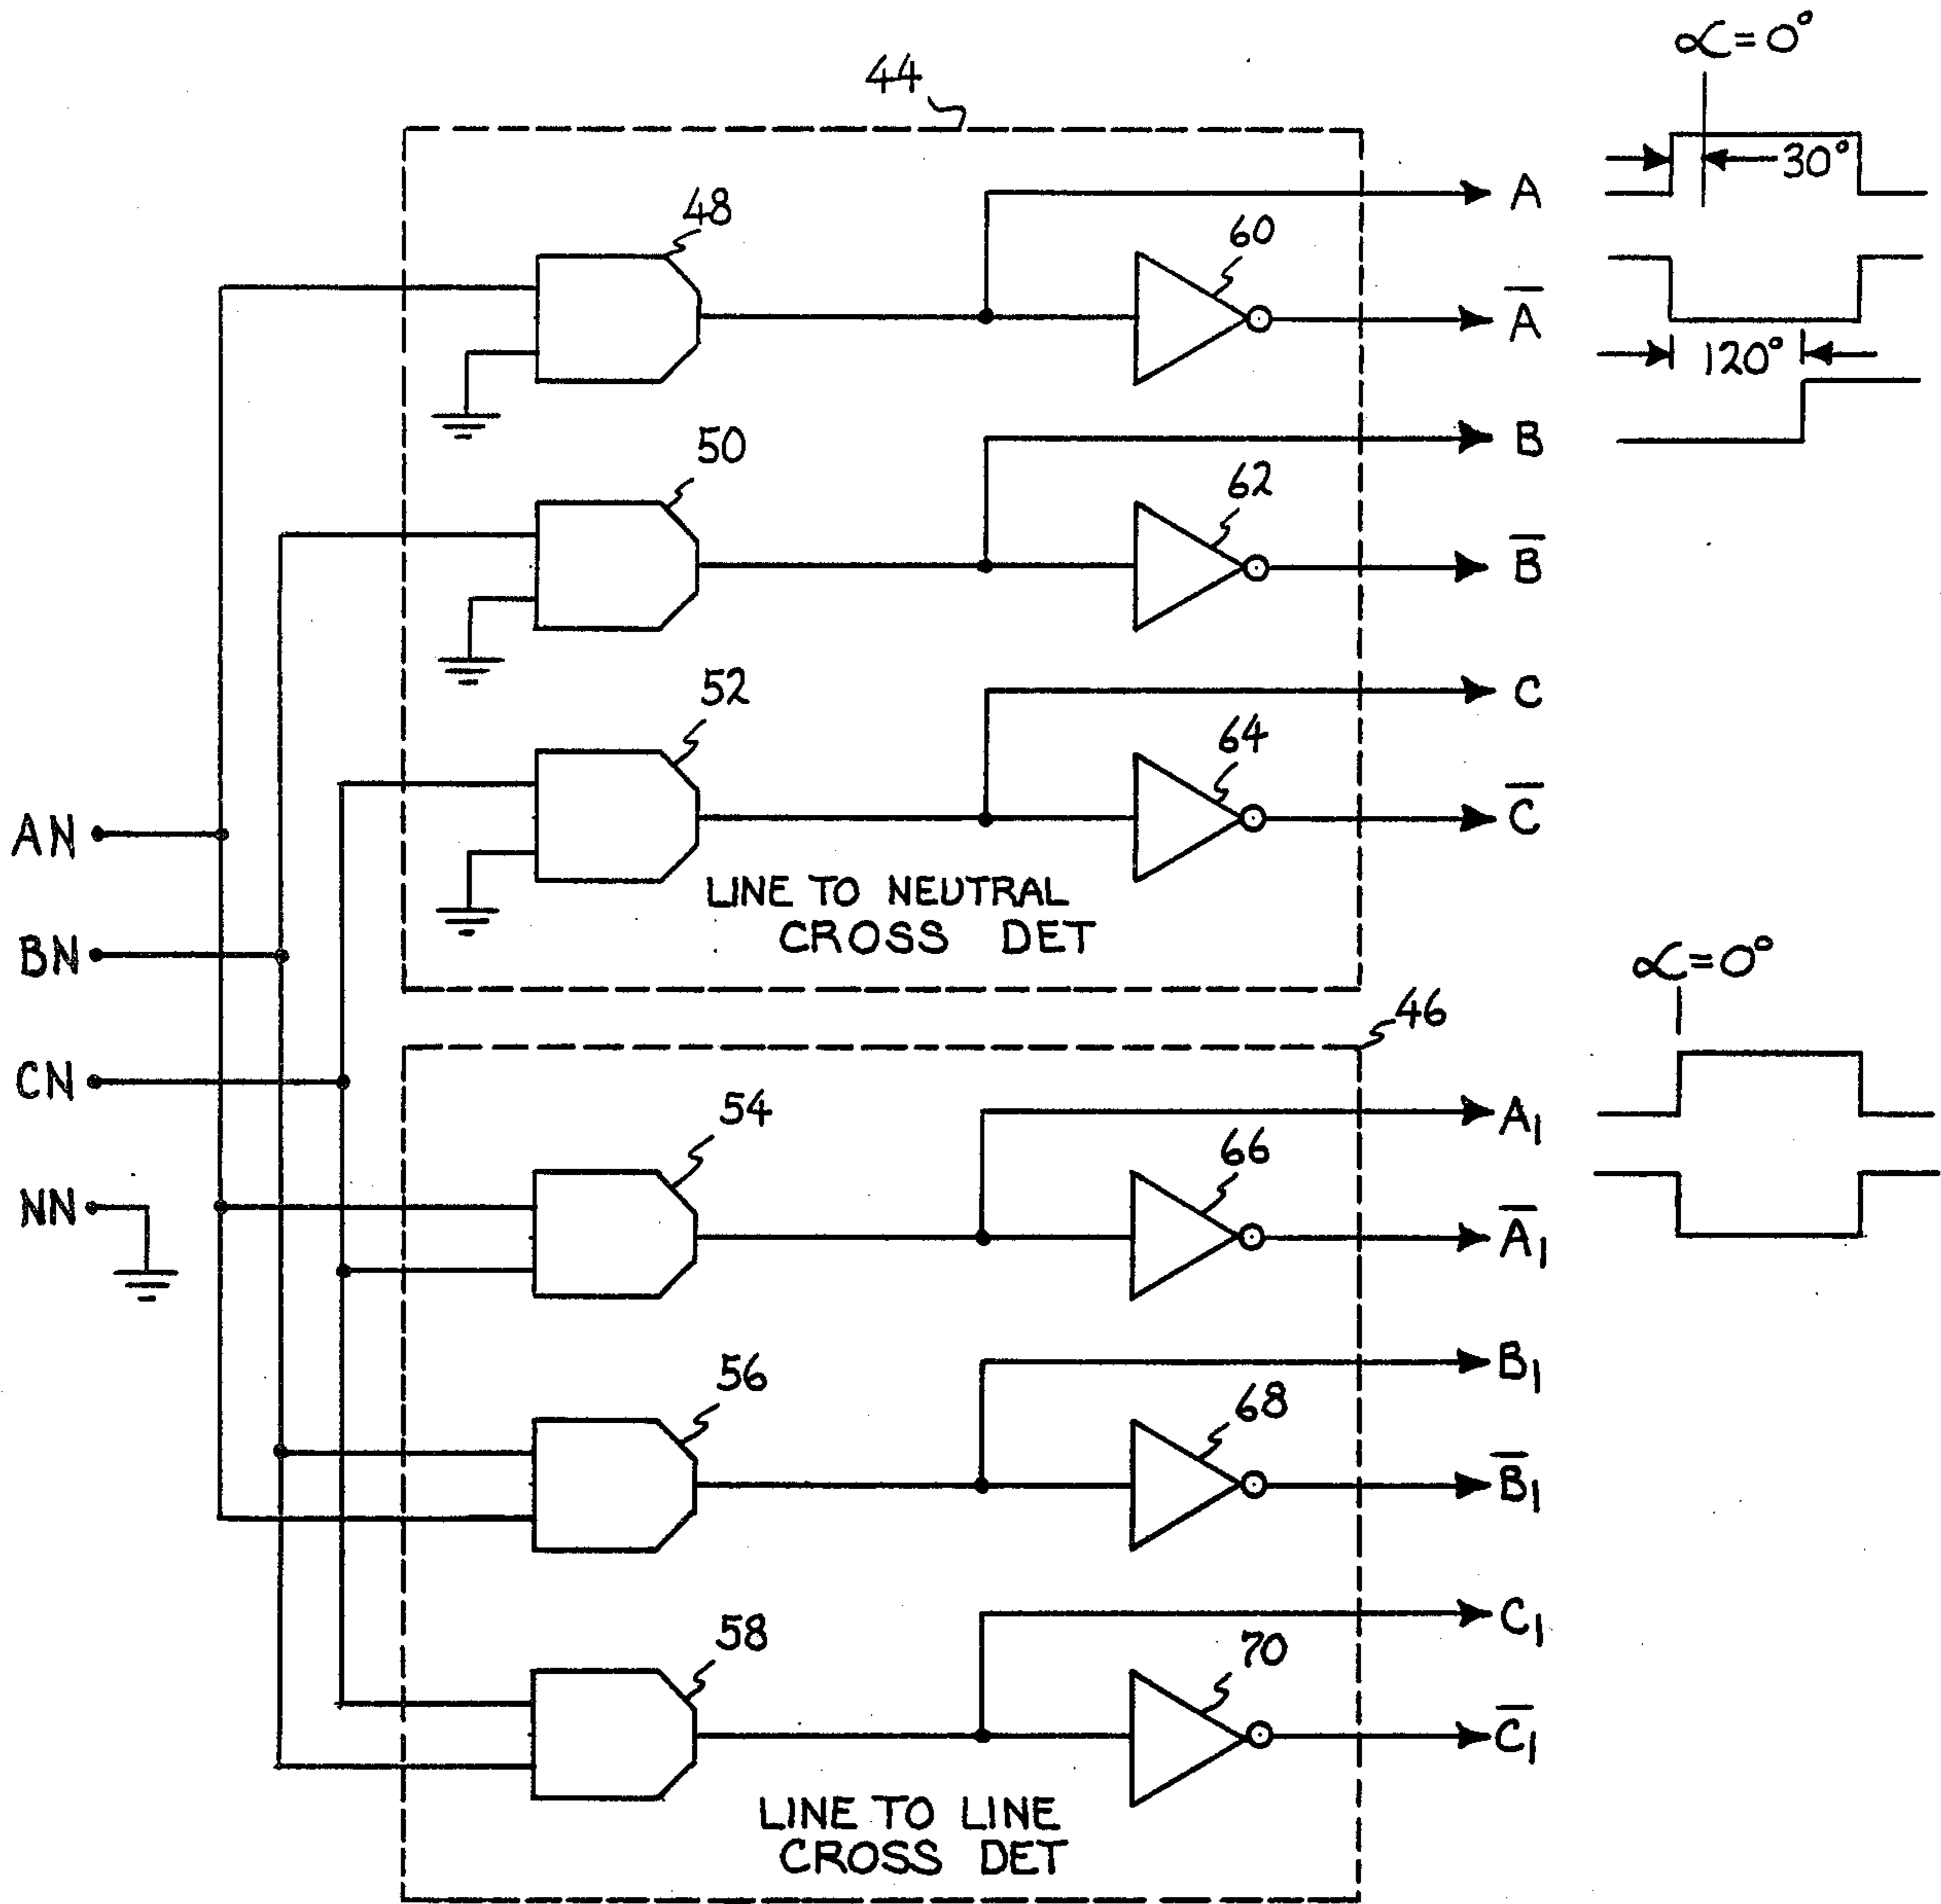 44
∝=0°
48
A
30°
60
A̅
120°
50
B
62
B̅
52
C
64
C̅
LINE TO NEUTRAL
CROSS DET
AN
BN
CN
NN
∝=0°
46
54
A₁
66
A̅₁
56
B₁
68
B̅₁
58
C₁
70
C̅₁
LINE TO LINE
CROSS DET